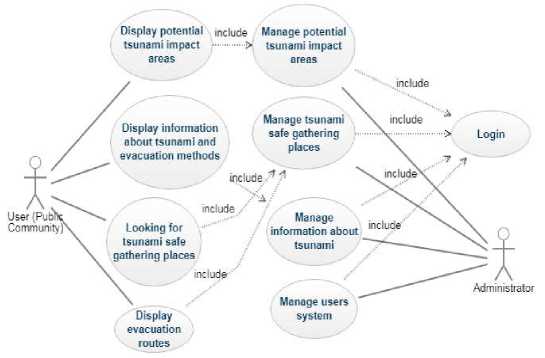 Display potential
tsunami impact
areas
include
Manage potential
tsunami impact
areas
include
Display information
about tsunami and
evacuation methods
Manage tsunami
safe gathering
places
include
Login
include
include
User (Public
Community)
Looking for
tsunami safe
gathering places
include
Manage
information about
tsunami
include
include
Display
evacuation
routes
Manage users
system
Administrator